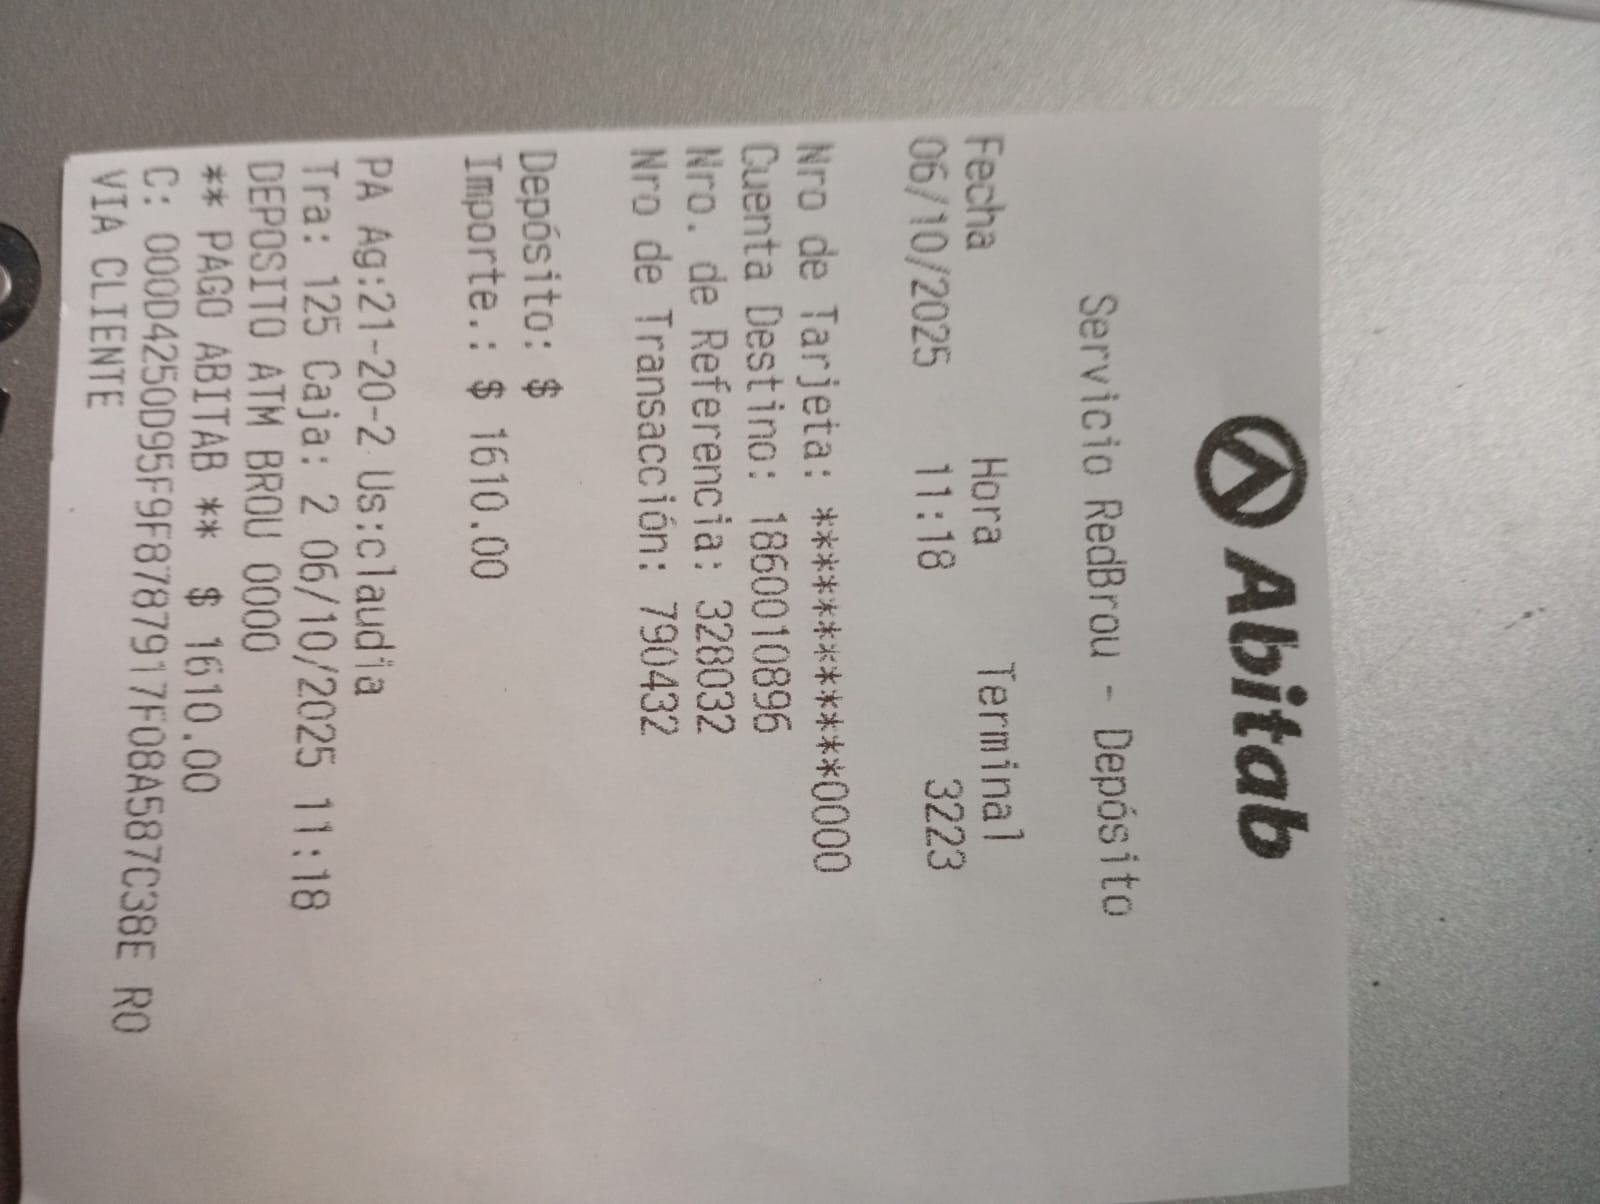 Abitab
Servicio RedBrou - Depósito
Fecha Hora Terminal
06/10/2025 11:18 3223
Nro de Tarjeta: ************0000
Cuenta Destino: 1860010896
Nro. de Referencia: 328032
Nro de Transacción: 790432
Depósito: $
Importe.: $ 1610.00
PA Ag:21-20-2 Us:claudia
Tra: 125 Caja: 2 06/10/2025 11:18
DEPOSITO ATM BROU 0000
** PAGO ABITAB ** $ 1610.00
C: 000D4250D95F9F8787917F08A587C38E RO
VIA CLIENTE